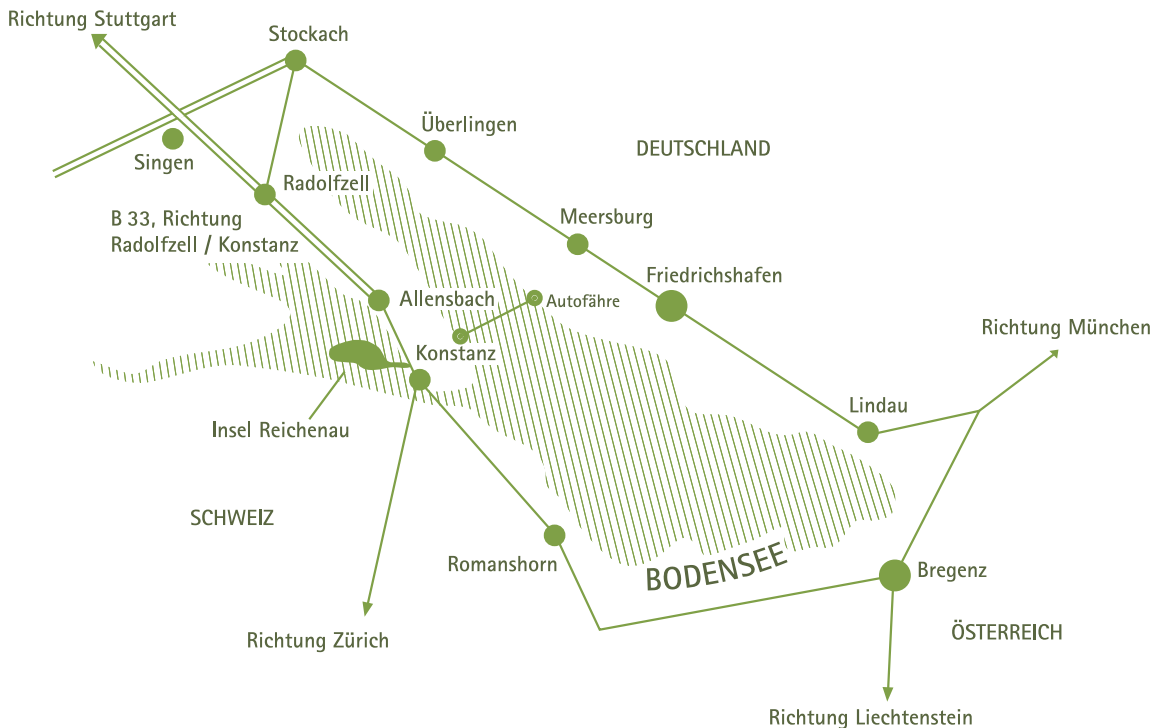 Richtung Stuttgart
Stockach
Überlingen
DEUTSCHLAND
Singen
Radolfzell
B 33, Richtung
Radolfzell / Konstanz
Meersburg
Friedrichshafen
Allensbach
Autofähre
Richtung München
Konstanz
Lindau
Insel Reichenau
SCHWEIZ
Romanshorn
BODENSEE
Bregenz
Richtung Zürich
ÖSTERREICH
Richtung Liechtenstein